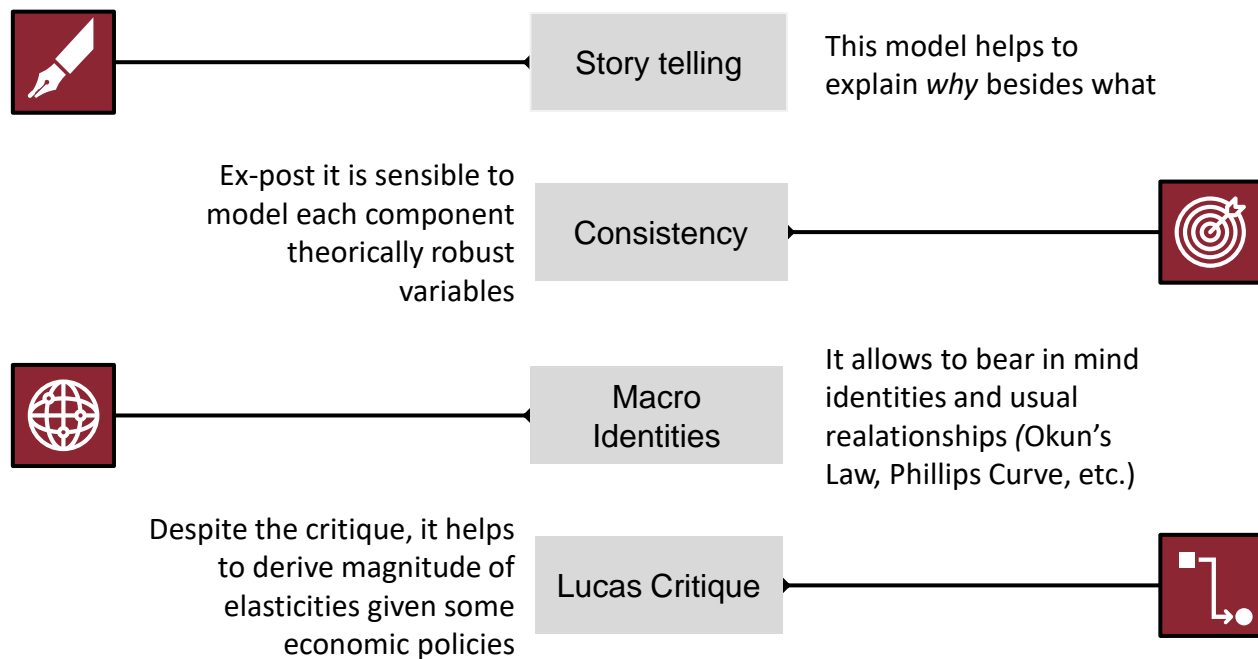 Story telling
This model helps to
explain why besides what
Ex-post it is sensible to
model each component
theorically robust
variables
Consistency
Macro
Identities
It allows to bear in mind
identities and usual
realationships (Okun’s
Law, Phillips Curve, etc.)
Despite the critique, it helps
to derive magnitude of
elasticities given some
economic policies
Lucas Critique